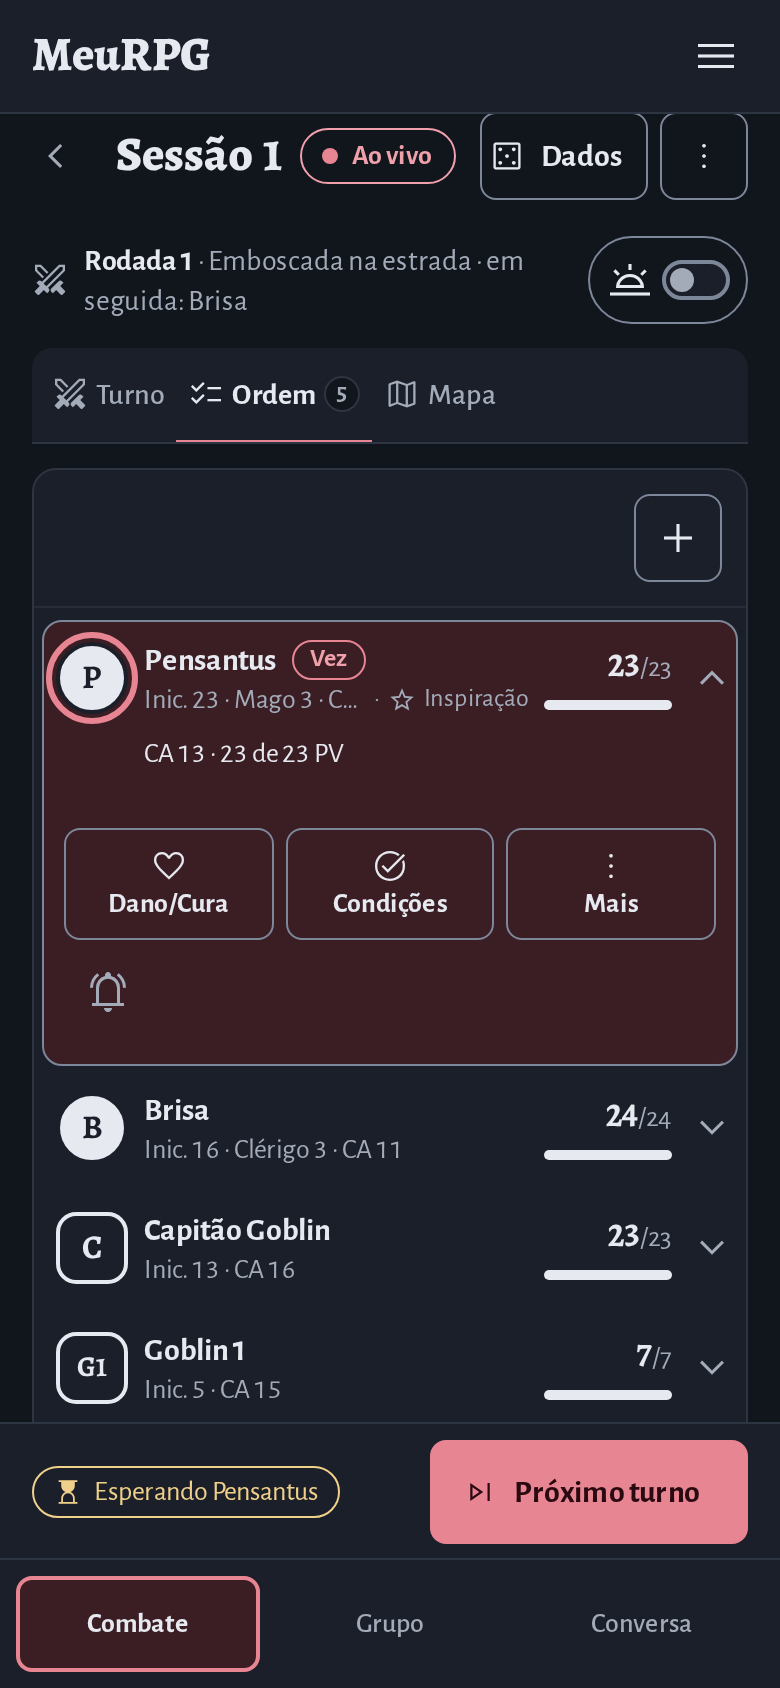 MeuRPG
Sessão 1
Ao vivo
Dados
Rodada 1 · Emboscada na estrada · em
seguida: Brisa
Turno
Ordem 5
Mapa
P
Pensantus
Vez
23/23
Inic. 23 · Mago 3 · C... · Inspiração
CA 13 · 23 de 23 PV
Dano/Cura
Condições
Mais
B
Brisa
24/24
Inic. 16 · Clérigo 3 · CA 11
C
Capitão Goblin
23/23
Inic. 13 · CA 16
G1
Goblin 1
7/7
Inic. 5 · CA 15
Esperando Pensantus
Próximo turno
Combate
Grupo
Conversa